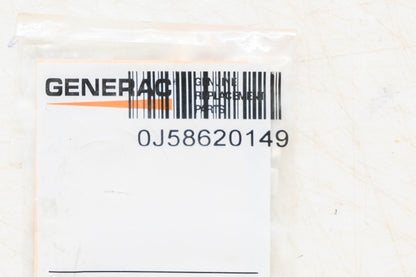 GENERAC
GENUINE
REPLACEMENT
PARTS
0J58620149